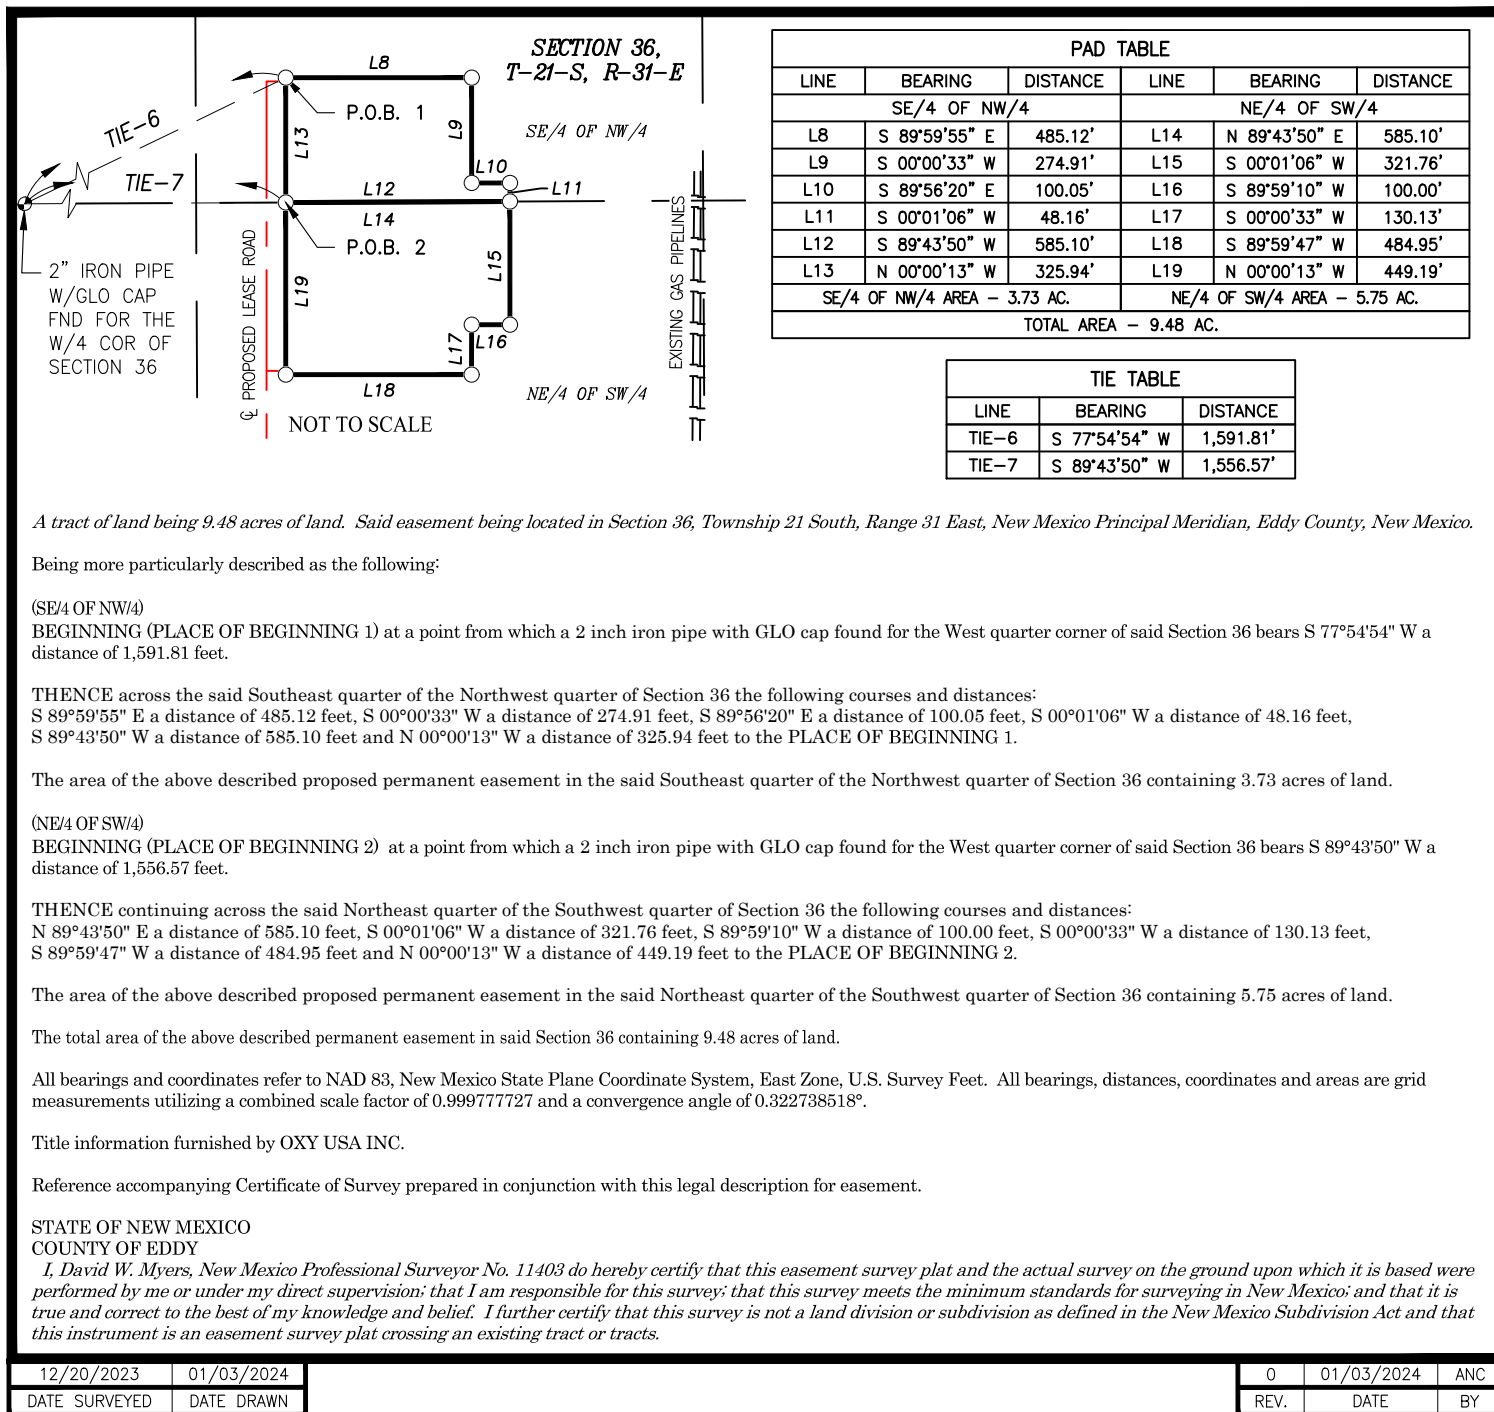 SECTION 36,
T-21-S, R-31-E
L8
TIE-6
P.O.B. 1
L13
L9
SE/4 OF NW/4
L10
TIE-7
L12
L11
L14
P.O.B. 2
2" IRON PIPE
W/GLO CAP
FND FOR THE
W/4 COR OF
SECTION 36
℄ PROPOSED LEASE ROAD
L19
L15
EXISTING GAS PIPELINES
L17
L16
L18
NE/4 OF SW/4
NOT TO SCALE
PAD TABLE
LINE BEARING DISTANCE LINE BEARING DISTANCE
SE/4 OF NW/4 NE/4 OF SW/4
L8 S 89°59'55" E 485.12' L14 N 89°43'50" E 585.10'
L9 S 00°00'33" W 274.91' L15 S 00°01'06" W 321.76'
L10 S 89°56'20" E 100.05' L16 S 89°59'10" W 100.00'
L11 S 00°01'06" W 48.16' L17 S 00°00'33" W 130.13'
L12 S 89°43'50" W 585.10' L18 S 89°59'47" W 484.95'
L13 N 00°00'13" W 325.94' L19 N 00°00'13" W 449.19'
SE/4 OF NW/4 AREA - 3.73 AC. NE/4 OF SW/4 AREA - 5.75 AC.
TOTAL AREA - 9.48 AC.
TIE TABLE
LINE BEARING DISTANCE
TIE-6 S 77°54'54" W 1,591.81'
TIE-7 S 89°43'50" W 1,556.57'
A tract of land being 9.48 acres of land. Said easement being located in Section 36, Township 21 South, Range 31 East, New Mexico Principal Meridian, Eddy County, New Mexico.
Being more particularly described as the following:
(SE/4 OF NW/4)
BEGINNING (PLACE OF BEGINNING 1) at a point from which a 2 inch iron pipe with GLO cap found for the West quarter corner of said Section 36 bears S 77°54'54" W a
distance of 1,591.81 feet.
THENCE across the said Southeast quarter of the Northwest quarter of Section 36 the following courses and distances:
S 89°59'55" E a distance of 485.12 feet, S 00°00'33" W a distance of 274.91 feet, S 89°56'20" E a distance of 100.05 feet, S 00°01'06" W a distance of 48.16 feet,
S 89°43'50" W a distance of 585.10 feet and N 00°00'13" W a distance of 325.94 feet to the PLACE OF BEGINNING 1.
The area of the above described proposed permanent easement in the said Southeast quarter of the Northwest quarter of Section 36 containing 3.73 acres of land.
(NE/4 OF SW/4)
BEGINNING (PLACE OF BEGINNING 2) at a point from which a 2 inch iron pipe with GLO cap found for the West quarter corner of said Section 36 bears S 89°43'50" W a
distance of 1,556.57 feet.
THENCE continuing across the said Northeast quarter of the Southwest quarter of Section 36 the following courses and distances:
N 89°43'50" E a distance of 585.10 feet, S 00°01'06" W a distance of 321.76 feet, S 89°59'10" W a distance of 100.00 feet, S 00°00'33" W a distance of 130.13 feet,
S 89°59'47" W a distance of 484.95 feet and N 00°00'13" W a distance of 449.19 feet to the PLACE OF BEGINNING 2.
The area of the above described proposed permanent easement in the said Northeast quarter of the Southwest quarter of Section 36 containing 5.75 acres of land.
The total area of the above described permanent easement in said Section 36 containing 9.48 acres of land.
All bearings and coordinates refer to NAD 83, New Mexico State Plane Coordinate System, East Zone, U.S. Survey Feet. All bearings, distances, coordinates and areas are grid
measurements utilizing a combined scale factor of 0.999777727 and a convergence angle of 0.322738518°.
Title information furnished by OXY USA INC.
Reference accompanying Certificate of Survey prepared in conjunction with this legal description for easement.
STATE OF NEW MEXICO
COUNTY OF EDDY
I, David W. Myers, New Mexico Professional Surveyor No. 11403 do hereby certify that this easement survey plat and the actual survey on the ground upon which it is based were
performed by me or under my direct supervision; that I am responsible for this survey; that this survey meets the minimum standards for surveying in New Mexico; and that it is
true and correct to the best of my knowledge and belief. I further certify that this survey is not a land division or subdivision as defined in the New Mexico Subdivision Act and that
this instrument is an easement survey plat crossing an existing tract or tracts.
12/20/2023 01/03/2024
DATE SURVEYED DATE DRAWN
0 01/03/2024 ANC
REV. DATE BY